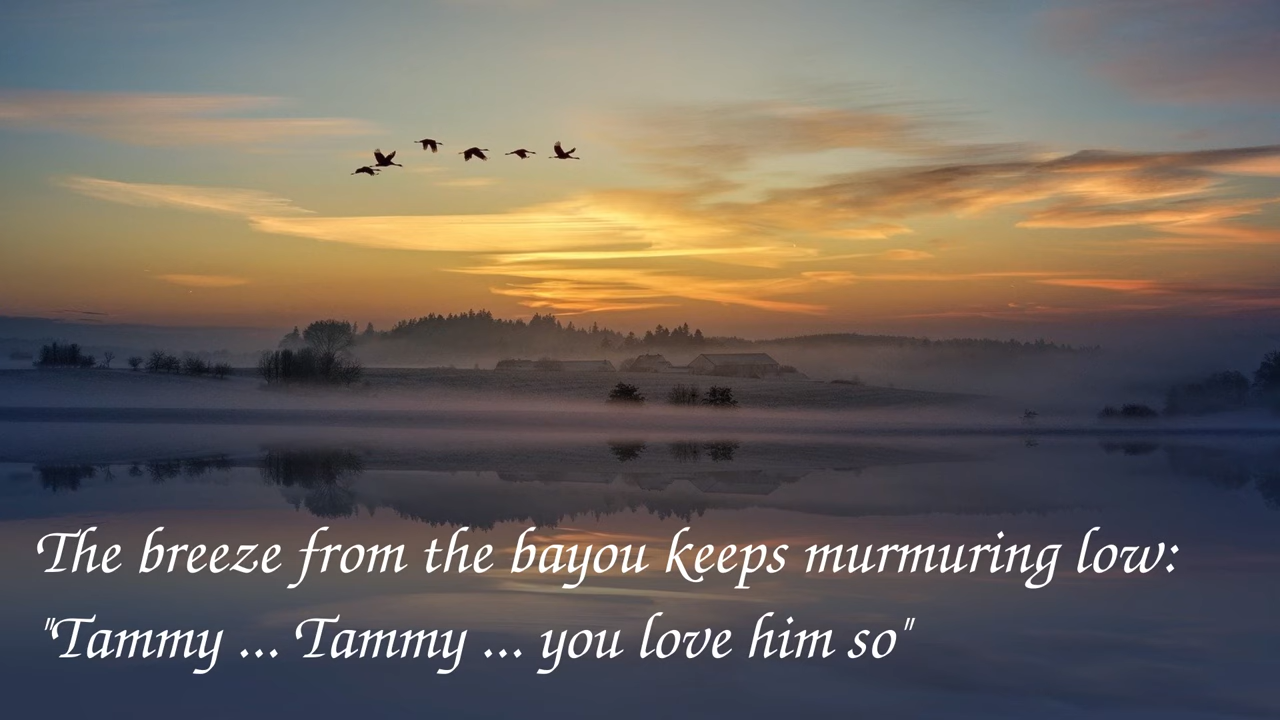 The breeze from the bayou keeps murmuring low:
"Tammy ... Tammy ... you love him so"